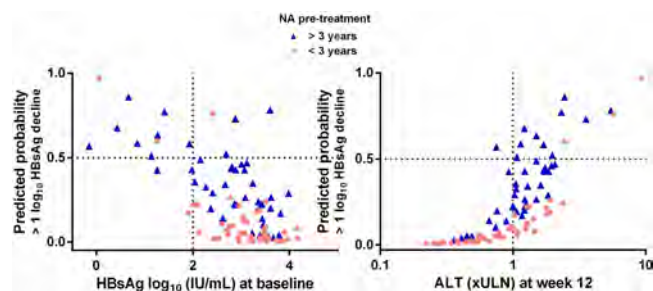 NA pre-treatment
> 3 years
< 3 years
Predicted probability
> 1 log10 HBsAg decline
1.0
0.5
0.0
0
1
2
3
4
HBsAg log10 (IU/mL) at baseline
Predicted probability
> 1 log10 HBsAg decline
1.0
0.5
0.0
0.1
1
10
ALT (xULN) at week 12